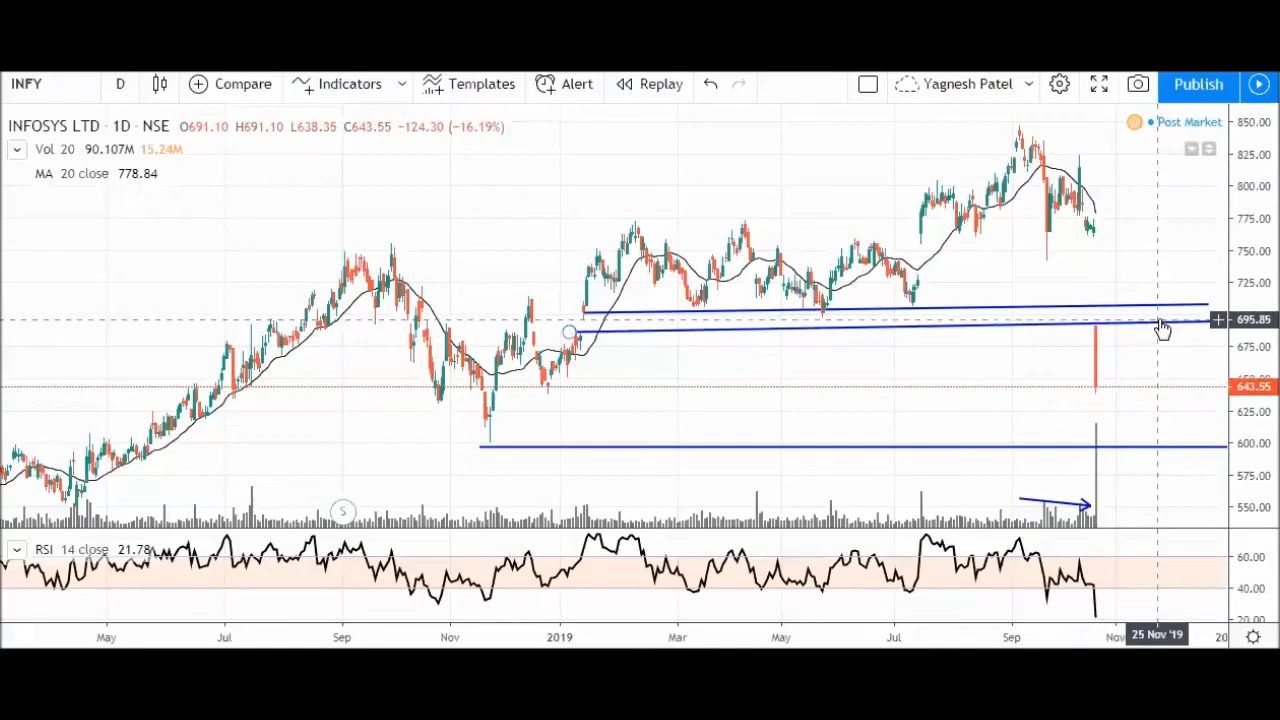 INFY D Compare Indicators Templates Alert Replay Yagnesh Patel Publish
INFOSYS LTD · 1D · NSE O691.10 H691.10 L638.35 C643.55 −124.30 (−16.19%)
Post Market
Vol 20 90.107M 15.24M
MA 20 close 778.84
850.00
825.00
800.00
775.00
750.00
725.00
695.85
675.00
643.55
625.00
600.00
575.00
550.00
S
RSI 14 close 21.78
60.00
40.00
20.00
May Jul Sep Nov 2019 Mar May Jul Sep Nov 25 Nov '19 20